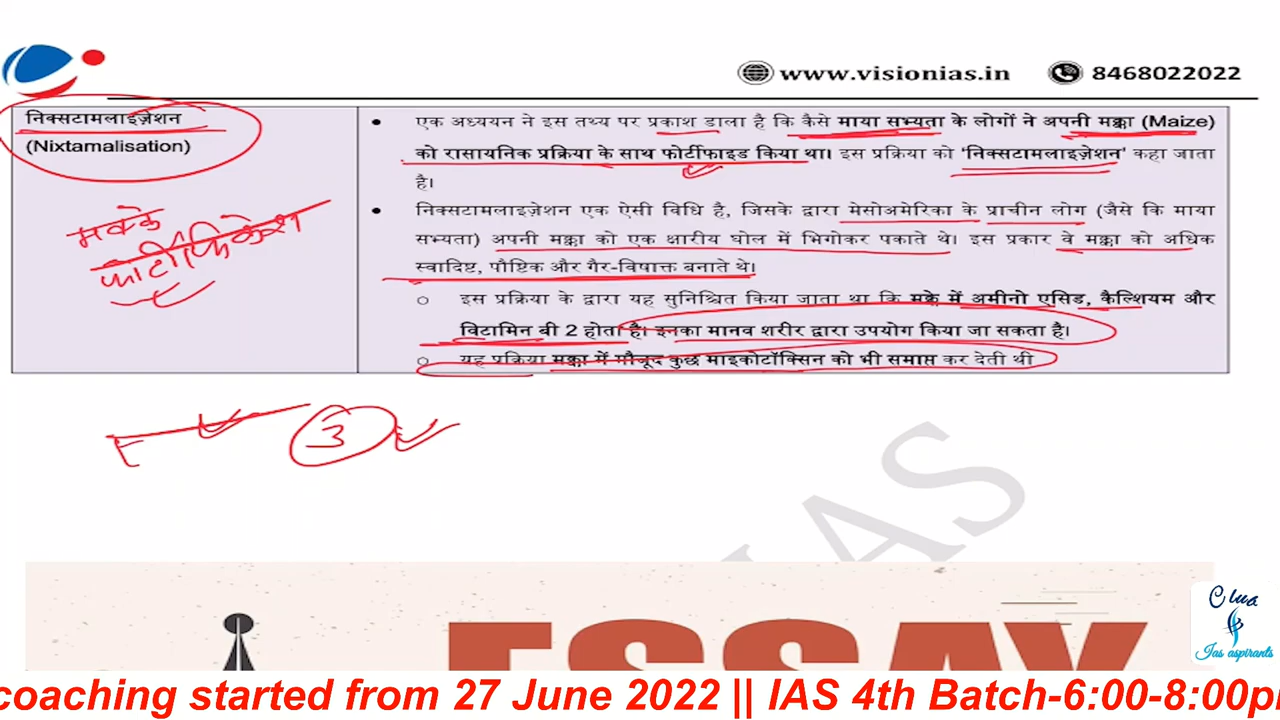 www.visionias.in
8468022022
निक्सटामलाइज़ेशन
(Nixtamalisation)
मक्के
फोर्टीफिकेश
• एक अध्ययन ने इस तथ्य पर प्रकाश डाला है कि कैसे माया सभ्यता के लोगों ने अपनी मक्का (Maize)
को रासायनिक प्रक्रिया के साथ फोर्टीफाइड किया था। इस प्रक्रिया को 'निक्सटामलाइज़ेशन' कहा जाता
है।
• निक्सटामलाइज़ेशन एक ऐसी विधि है, जिसके द्वारा मेसोअमेरिका के प्राचीन लोग (जैसे कि माया
सभ्यता) अपनी मक्का को एक क्षारीय घोल में भिगोकर पकाते थे। इस प्रकार वे मक्का को अधिक
स्वादिष्ट, पौष्टिक और गैर-विषाक्त बनाते थे।
○ इस प्रक्रिया के द्वारा यह सुनिश्चित किया जाता था कि मक्के में अमीनो एसिड, कैल्शियम और
विटामिन बी 2 होता है। इनका मानव शरीर द्वारा उपयोग किया जा सकता है।
○ यह प्रक्रिया मक्का में मौजूद कुछ माइकोटॉक्सिन को भी समाप्त कर देती थी
3
IAS
ESSAY
Clue
Ias aspirants
coaching started from 27 June 2022 || IAS 4th Batch-6:00-8:00p